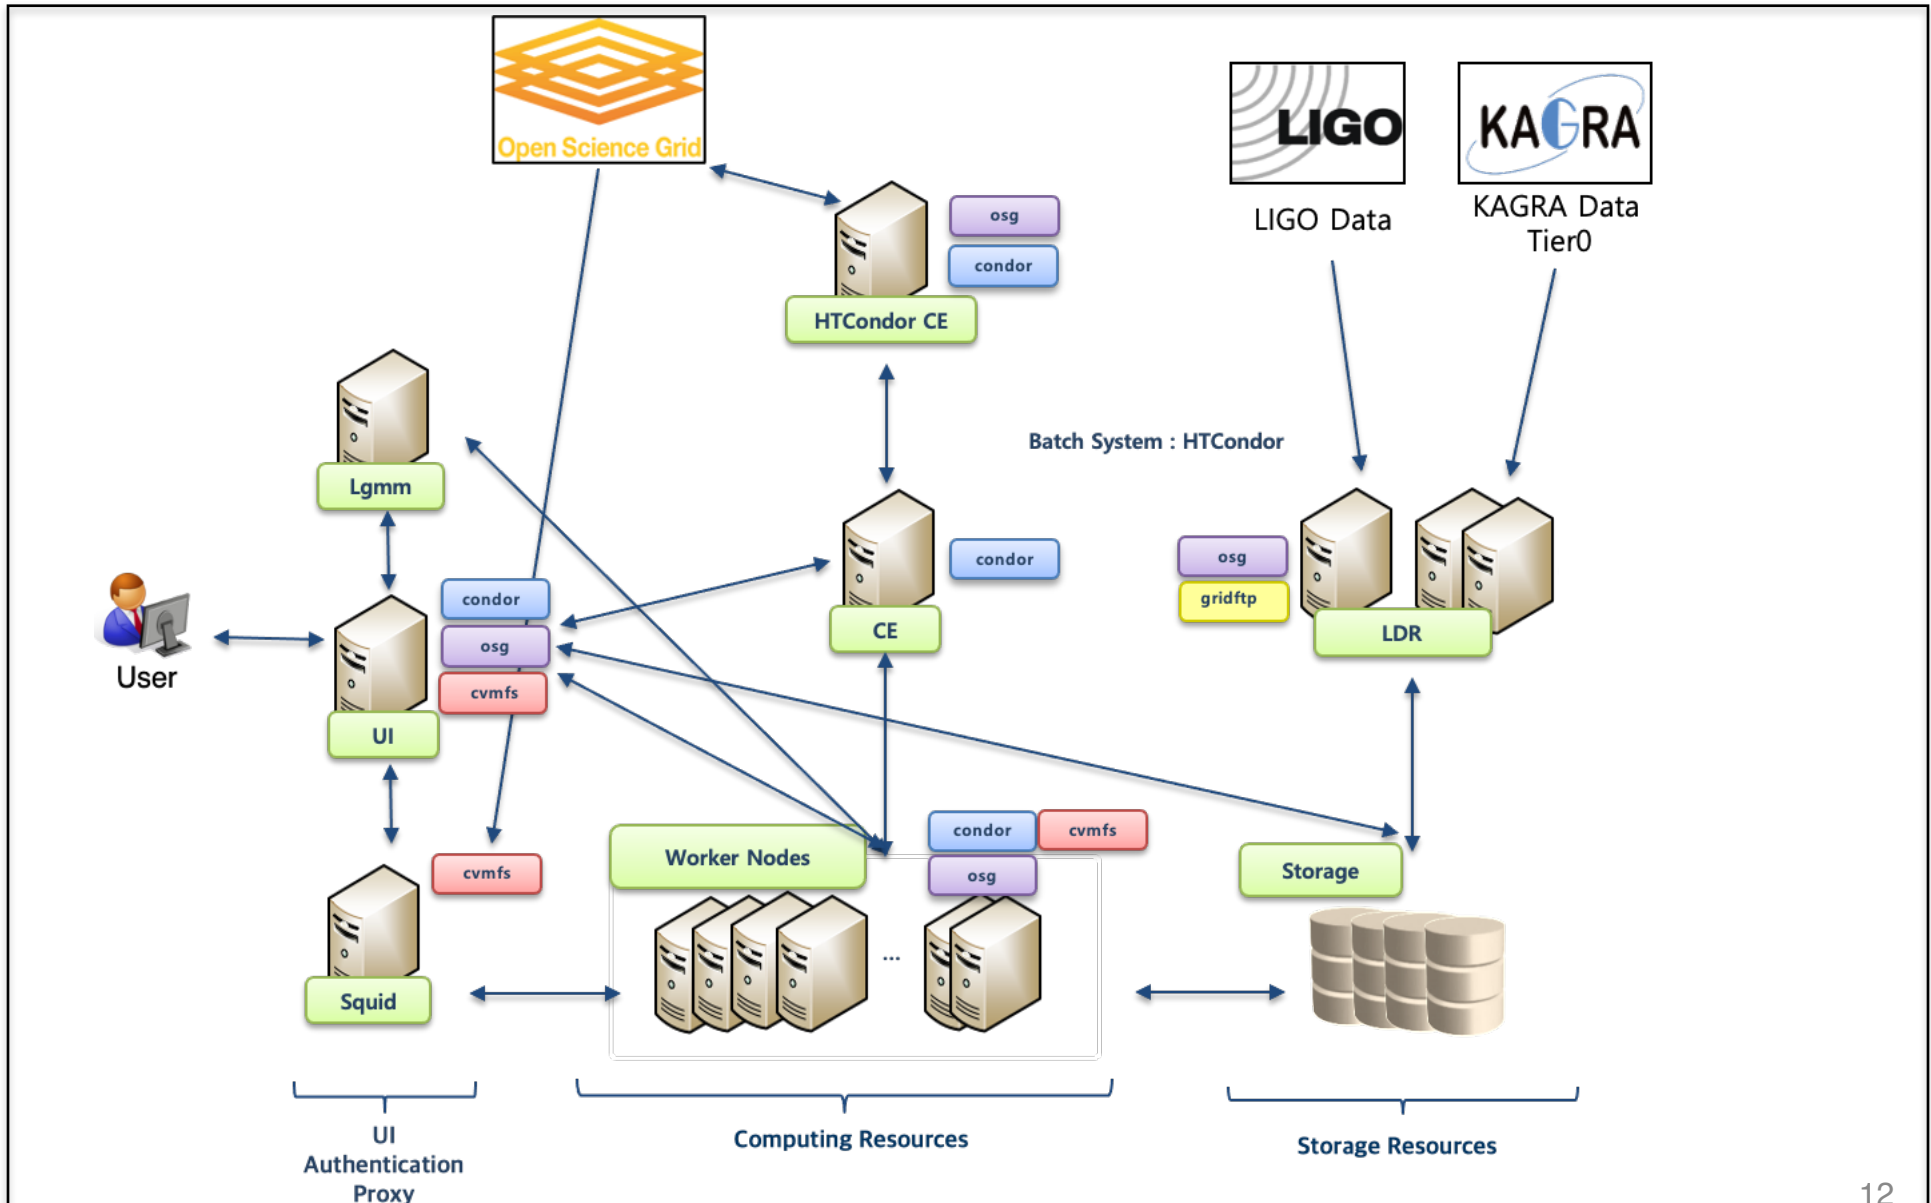 Open Science Grid
LIGO
KAGRA
LIGO Data
KAGRA Data
Tier0
osg
condor
HTCondor CE
Batch System : HTCondor
Lgmm
condor
osg
cvmfs
UI
User
condor
CE
osg
gridftp
LDR
cvmfs
Squid
Worker Nodes
condor
cvmfs
osg
...
Storage
UI
Authentication
Proxy
Computing Resources
Storage Resources
12